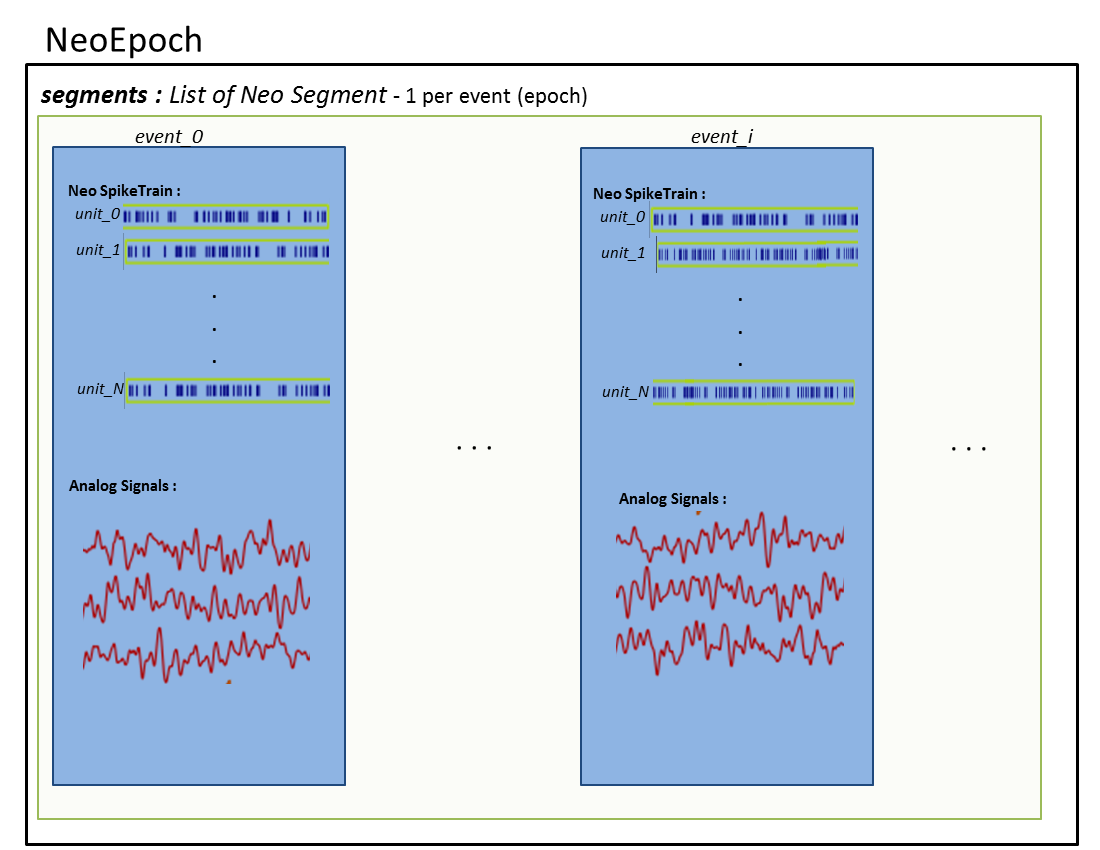 NeoEpoch
segments : List of Neo Segment - 1 per event (epoch)
event_0
Neo SpikeTrain :
unit_0
unit_1
.
.
.
unit_N
Analog Signals :
. . .
event_i
Neo SpikeTrain :
unit_0
unit_1
.
.
.
unit_N
Analog Signals :
. . .